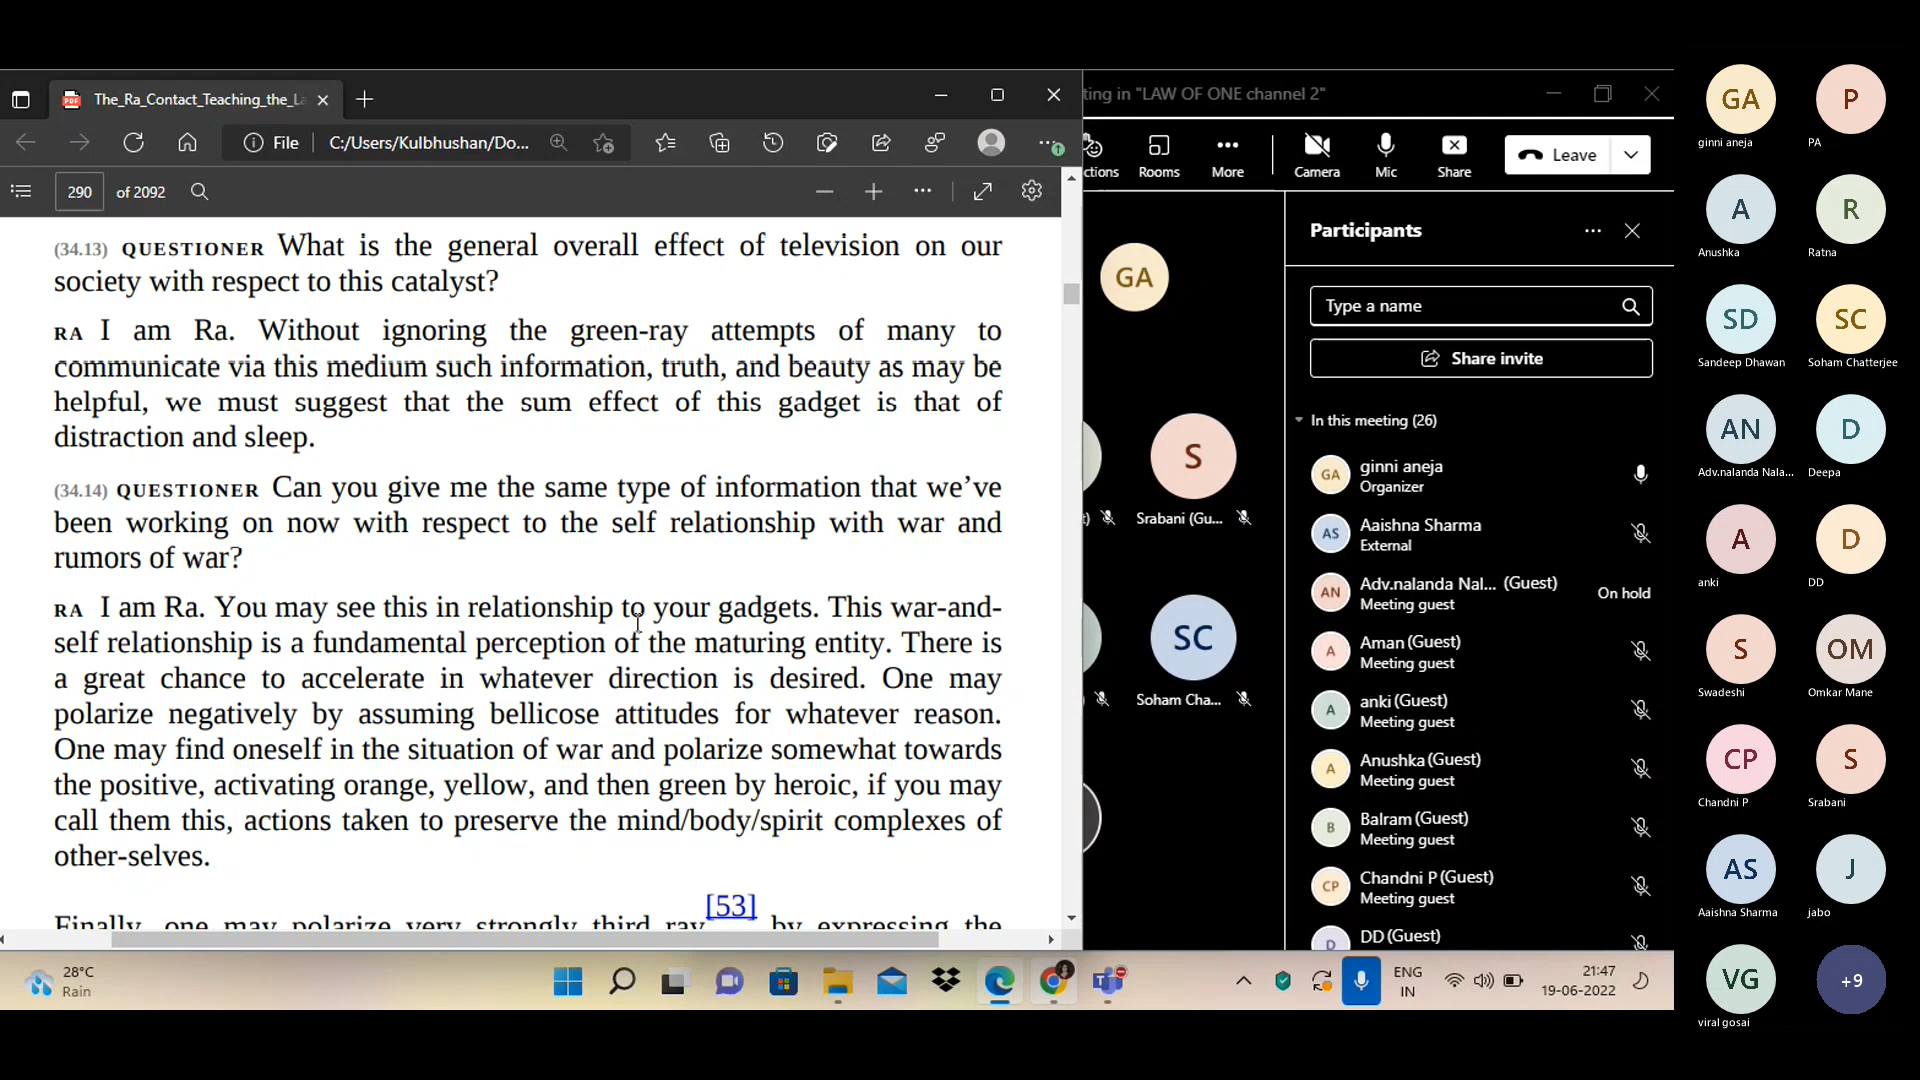 The_Ra_Contact_Teaching_the_La
File
C:/Users/Kulbhushan/Do...
290 of 2092
(34.13) QUESTIONER What is the general overall effect of television on our
society with respect to this catalyst?
RA I am Ra. Without ignoring the green-ray attempts of many to
communicate via this medium such information, truth, and beauty as may be
helpful, we must suggest that the sum effect of this gadget is that of
distraction and sleep.
(34.14) QUESTIONER Can you give me the same type of information that we’ve
been working on now with respect to the self relationship with war and
rumors of war?
RA I am Ra. You may see this in relationship to your gadgets. This war-and-
self relationship is a fundamental perception of the maturing entity. There is
a great chance to accelerate in whatever direction is desired. One may
polarize negatively by assuming bellicose attitudes for whatever reason.
One may find oneself in the situation of war and polarize somewhat towards
the positive, activating orange, yellow, and then green by heroic, if you may
call them this, actions taken to preserve the mind/body/spirit complexes of
other-selves.
Finally, one may polarize very strongly third ray[53] by expressing the
ting in "LAW OF ONE channel 2"
ctions
Rooms
More
Camera
Mic
Share
Leave
GA
S
Srabani (Gu...
SC
Soham Cha...
Participants
Type a name
Share invite
In this meeting (26)
GA
ginni aneja
Organizer
AS
Aaishna Sharma
External
AN
Adv.nalanda Nal... (Guest)
Meeting guest
On hold
A
Aman (Guest)
Meeting guest
A
anki (Guest)
Meeting guest
A
Anushka (Guest)
Meeting guest
B
Balram (Guest)
Meeting guest
CP
Chandni P (Guest)
Meeting guest
D
DD (Guest)
GA
ginni aneja
P
PA
A
Anushka
R
Ratna
SD
Sandeep Dhawan
SC
Soham Chatterjee
AN
Adv.nalanda Nala...
D
Deepa
A
anki
D
DD
S
Swadeshi
OM
Omkar Mane
CP
Chandni P
S
Srabani
AS
Aaishna Sharma
J
jabo
VG
viral gosai
+9
28°C
Rain
ENG
IN
21:47
19-06-2022